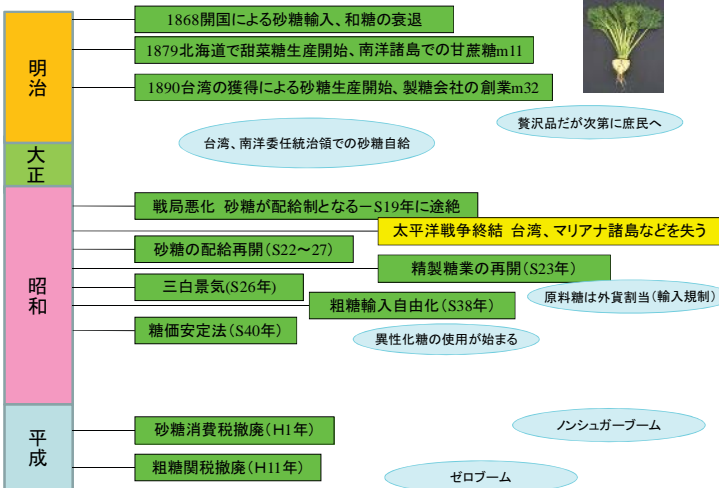 明治
1868開国による砂糖輸入、和糖の衰退
1879北海道で甜菜糖生産開始、南洋諸島での甘蔗糖m11
1890台湾の獲得による砂糖生産開始、製糖会社の創業m32
贅沢品だが次第に庶民へ
大正
台湾、南洋委任統治領での砂糖自給
昭和
戦局悪化 砂糖が配給制となるーS19年に途絶
太平洋戦争終結 台湾、マリアナ諸島などを失う
砂糖の配給再開(S22～27)
精製糖業の再開(S23年)
三白景気(S26年)
原料糖は外貨割当(輸入規制)
粗糖輸入自由化(S38年)
糖価安定法(S40年)
異性化糖の使用が始まる
平成
砂糖消費税撤廃(H1年)
ノンシュガーブーム
粗糖関税撤廃(H11年)
ゼロブーム